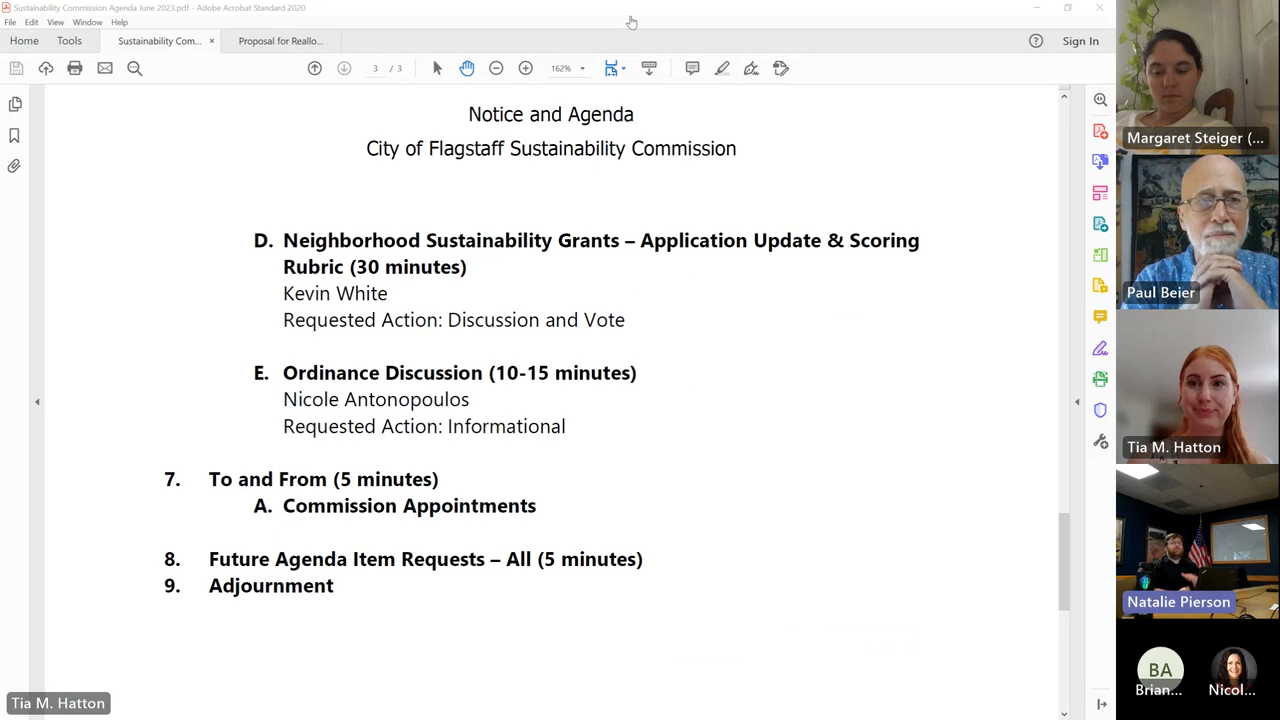 Sustainability Commission Agenda June 2023.pdf - Adobe Acrobat Standard 2020
File Edit View Window Help
Home Tools Sustainability Com... × Proposal for Reallo... Sign In
3 / 3 162%
Notice and Agenda
City of Flagstaff Sustainability Commission
D. Neighborhood Sustainability Grants – Application Update & Scoring
Rubric (30 minutes)
Kevin White
Requested Action: Discussion and Vote
E. Ordinance Discussion (10-15 minutes)
Nicole Antonopoulos
Requested Action: Informational
7. To and From (5 minutes)
A. Commission Appointments
8. Future Agenda Item Requests – All (5 minutes)
9. Adjournment
Tia M. Hatton
Margaret Steiger (...
Paul Beier
Tia M. Hatton
Natalie Pierson
BA
Brian... Nicol...